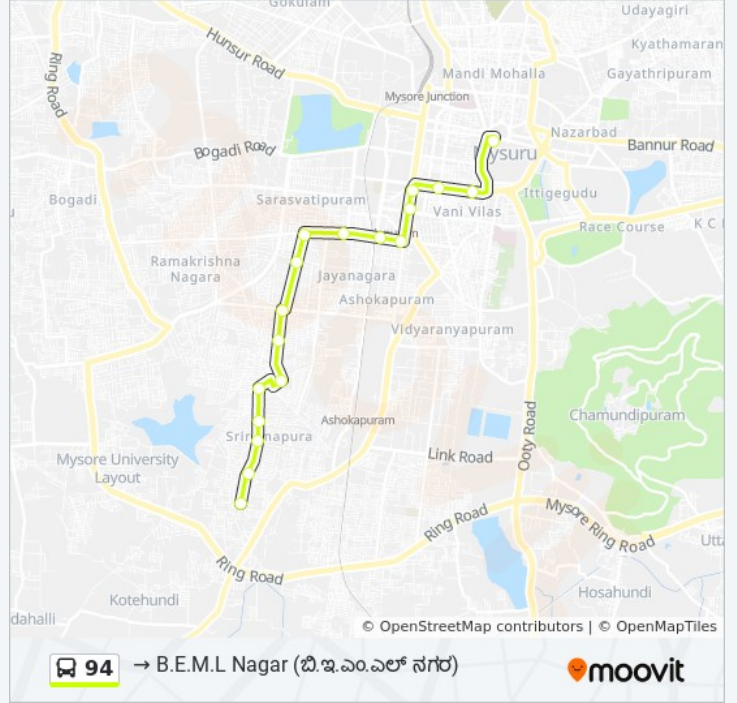 Gokulam
Udayagiri
Hunsur Road
Kyathamaran
Mandi Mohalla
Gayathripuram
Ring Road
Mysore Junction
Nazarbad
Bannur Road
Bogadi Road
Mysuru
Bogadi
Sarasvatipuram
Ittigegudu
Vani Vilas
Race Course
K C
Ramakrishna
Nagara
Jayanagara
Ashokapuram
Vidyaranyapuram
Chamundipuram
Ashokapuram
Ooty Road
Mysore University
Layout
Link Road
Ring Road
Mysore Ring Road
Utta
Ring Road
Hosahundi
Kotehundi
dahalli
© OpenStreetMap contributors | © OpenMapTiles
94 → B.E.M.L Nagar (ಬಿ.ಇ.ಎಂ.ಎಲ್ ನಗರ)
moovit